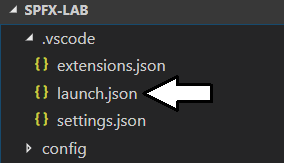 SPFX-LAB
.vscode
{} extensions.json
{} launch.json
{} settings.json
config